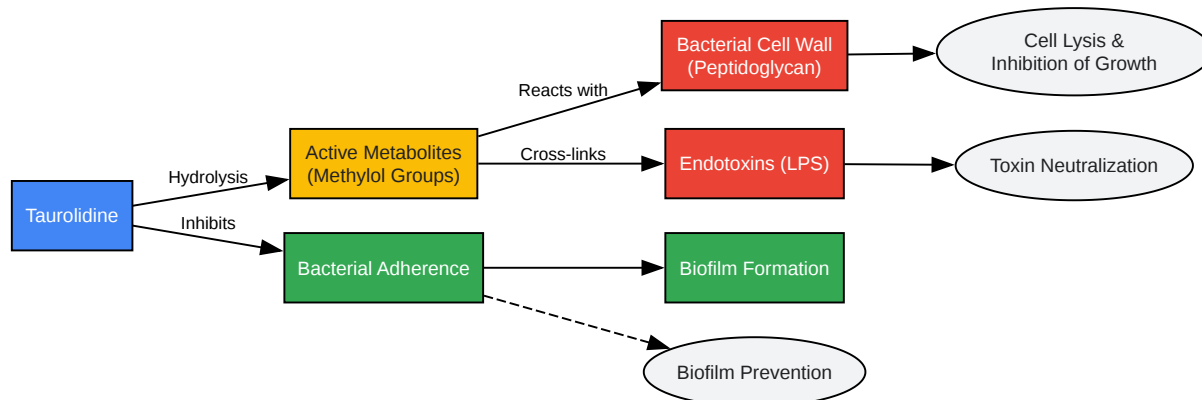 Bacterial Cell Wall
(Peptidoglycan)
Cell Lysis &
Inhibition of Growth
Reacts with
Active Metabolites
(Methylol Groups)
Cross-links
Endotoxins (LPS)
Toxin Neutralization
Hydrolysis
Taurolidine
Inhibits
Bacterial Adherence
Biofilm Formation
Biofilm Prevention